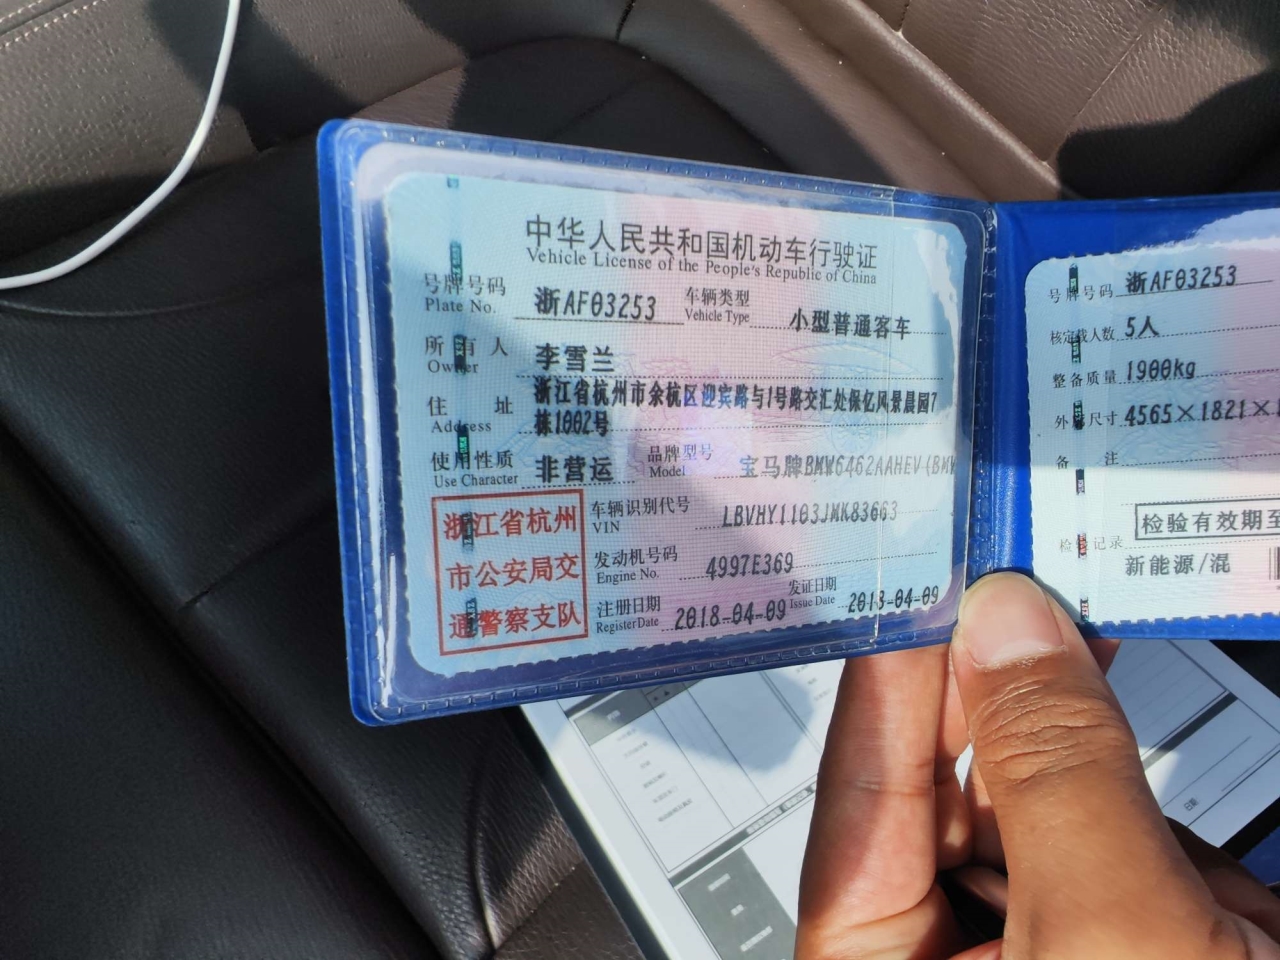 中华人民共和国机动车行驶证
Vehicle License of the People's Republic of China
号牌号码 浙AF03253 车辆类型 小型普通客车
Plate No. Vehicle Type
所有人 李雪兰
Owner
住址 浙江省杭州市余杭区迎宾路与1号路交汇处保亿风景晨园7
Address 栋1002号
使用性质 非营运 品牌型号 宝马牌BMW6462AAHEV(BMW
Use Character Model
浙江省杭州
市公安局交
通警察支队
车辆识别代号 LBVHY1103JMK83663
VIN
发动机号码 4997E369
Engine No.
注册日期 2018-04-09 发证日期 2018-04-09
Register Date Issue Date
号牌号码 浙AF03253
核定载人数 5人
整备质量 1900kg
外廓尺寸 4565×1821×1
备注
检验有效期至
检验记录
新能源/混
日期